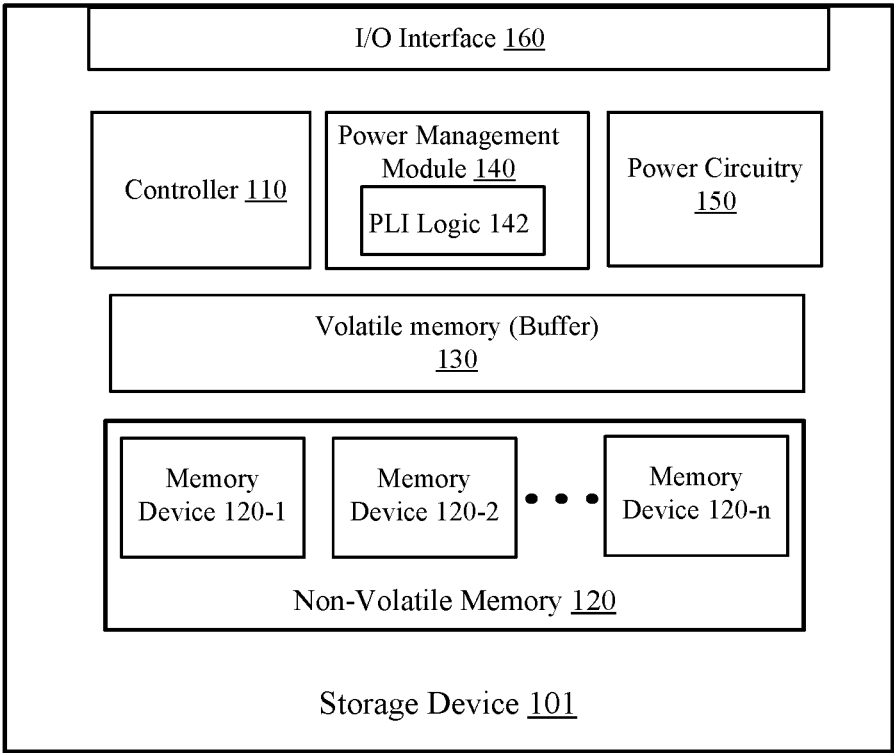 I/O Interface 160
Controller 110
Power Management
Module 140
PLI Logic 142
Power Circuitry
150
Volatile memory (Buffer)
130
Memory
Device 120-1
Memory
Device 120-2
Memory
Device 120-n
Non-Volatile Memory 120
Storage Device 101